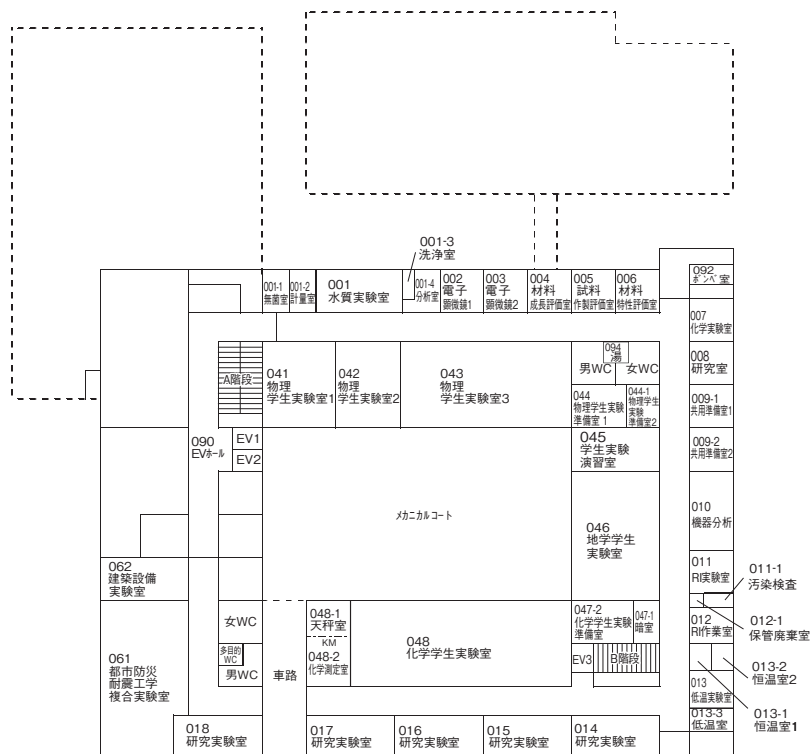 001-3
洗浄室
001-1
無菌室
001-2
計量室
001
水質実験室
001-4
分析室
002
電子
顕微鏡1
003
電子
顕微鏡2
004
材料
成長評価室
005
試料
作製評価室
006
材料
特性評価室
092
ボンベ室
007
化学実験室
008
研究室
009-1
共用準備室1
009-2
共用準備室2
010
機器分析
011
RI実験室
011-1
汚染検査
012
RI作業室
012-1
保管廃棄室
013-2
恒温室2
013
低温実験室
013-1
恒温室1
013-3
低温室
A階段
041
物理
学生実験室1
042
物理
学生実験室2
043
物理
学生実験室3
094
湯
男WC
女WC
044
物理学生実験
準備室 1
044-1
物理学生
実験
準備室2
045
学生実験
演習室
090
EVホール
EV1
EV2
メカニカルコート
046
地学学生
実験室
062
建築設備
実験室
061
都市防災
耐震工学
複合実験室
女WC
多目的
WC
男WC
車路
048-1
天秤室
KM
048-2
化学測定室
048
化学学生実験室
047-2
化学学生実験
準備室
047-1
暗室
EV3
B階段
018
研究実験室
017
研究実験室
016
研究実験室
015
研究実験室
014
研究実験室